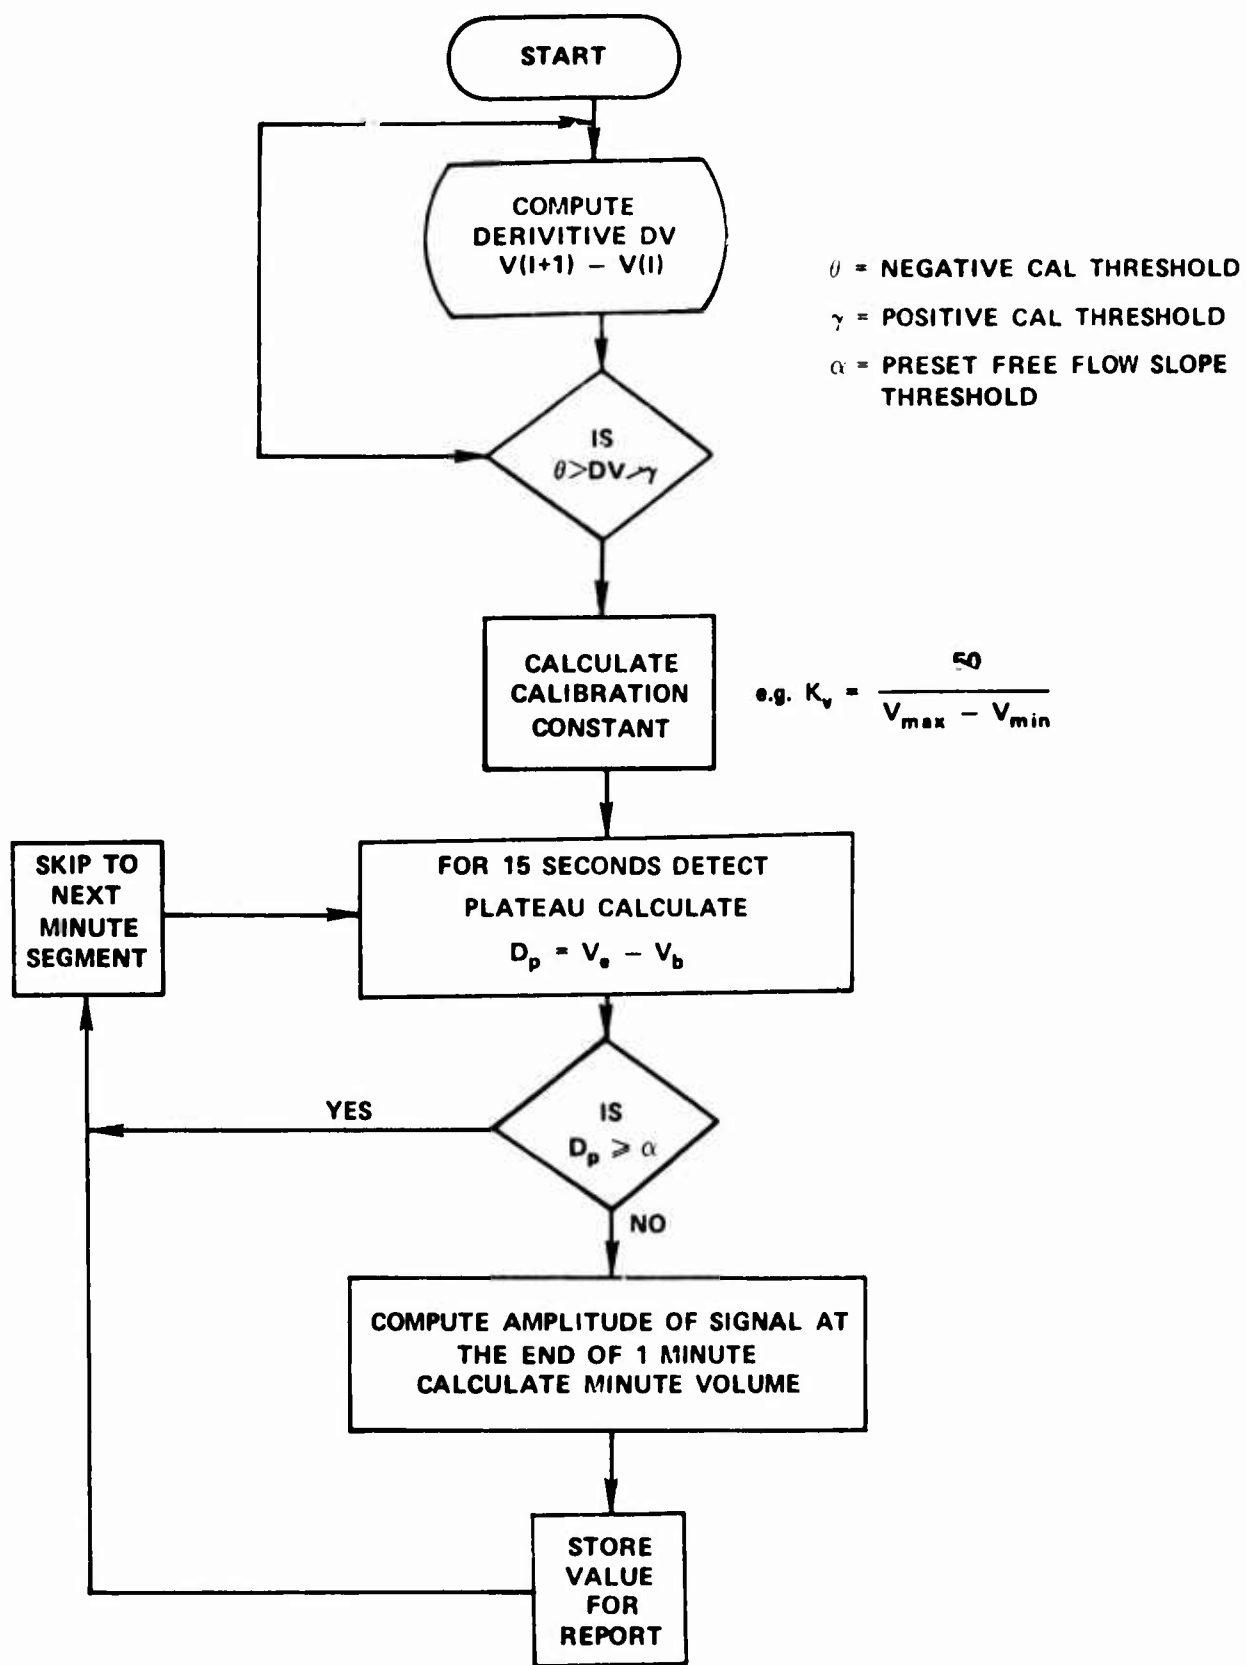 START
COMPUTE
DERIVITIVE DV
V(I+1) – V(I)
θ = NEGATIVE CAL THRESHOLD
γ = POSITIVE CAL THRESHOLD
α = PRESET FREE FLOW SLOPE
THRESHOLD
IS
θ>DV>γ
CALCULATE
CALIBRATION
CONSTANT
e.g. Kv = 50
Vmax – Vmin
SKIP TO
NEXT
MINUTE
SEGMENT
FOR 15 SECONDS DETECT
PLATEAU CALCULATE
Dp = Ve – Vb
YES
IS
Dp ⩾ α
NO
COMPUTE AMPLITUDE OF SIGNAL AT
THE END OF 1 MINUTE
CALCULATE MINUTE VOLUME
STORE
VALUE
FOR
REPORT